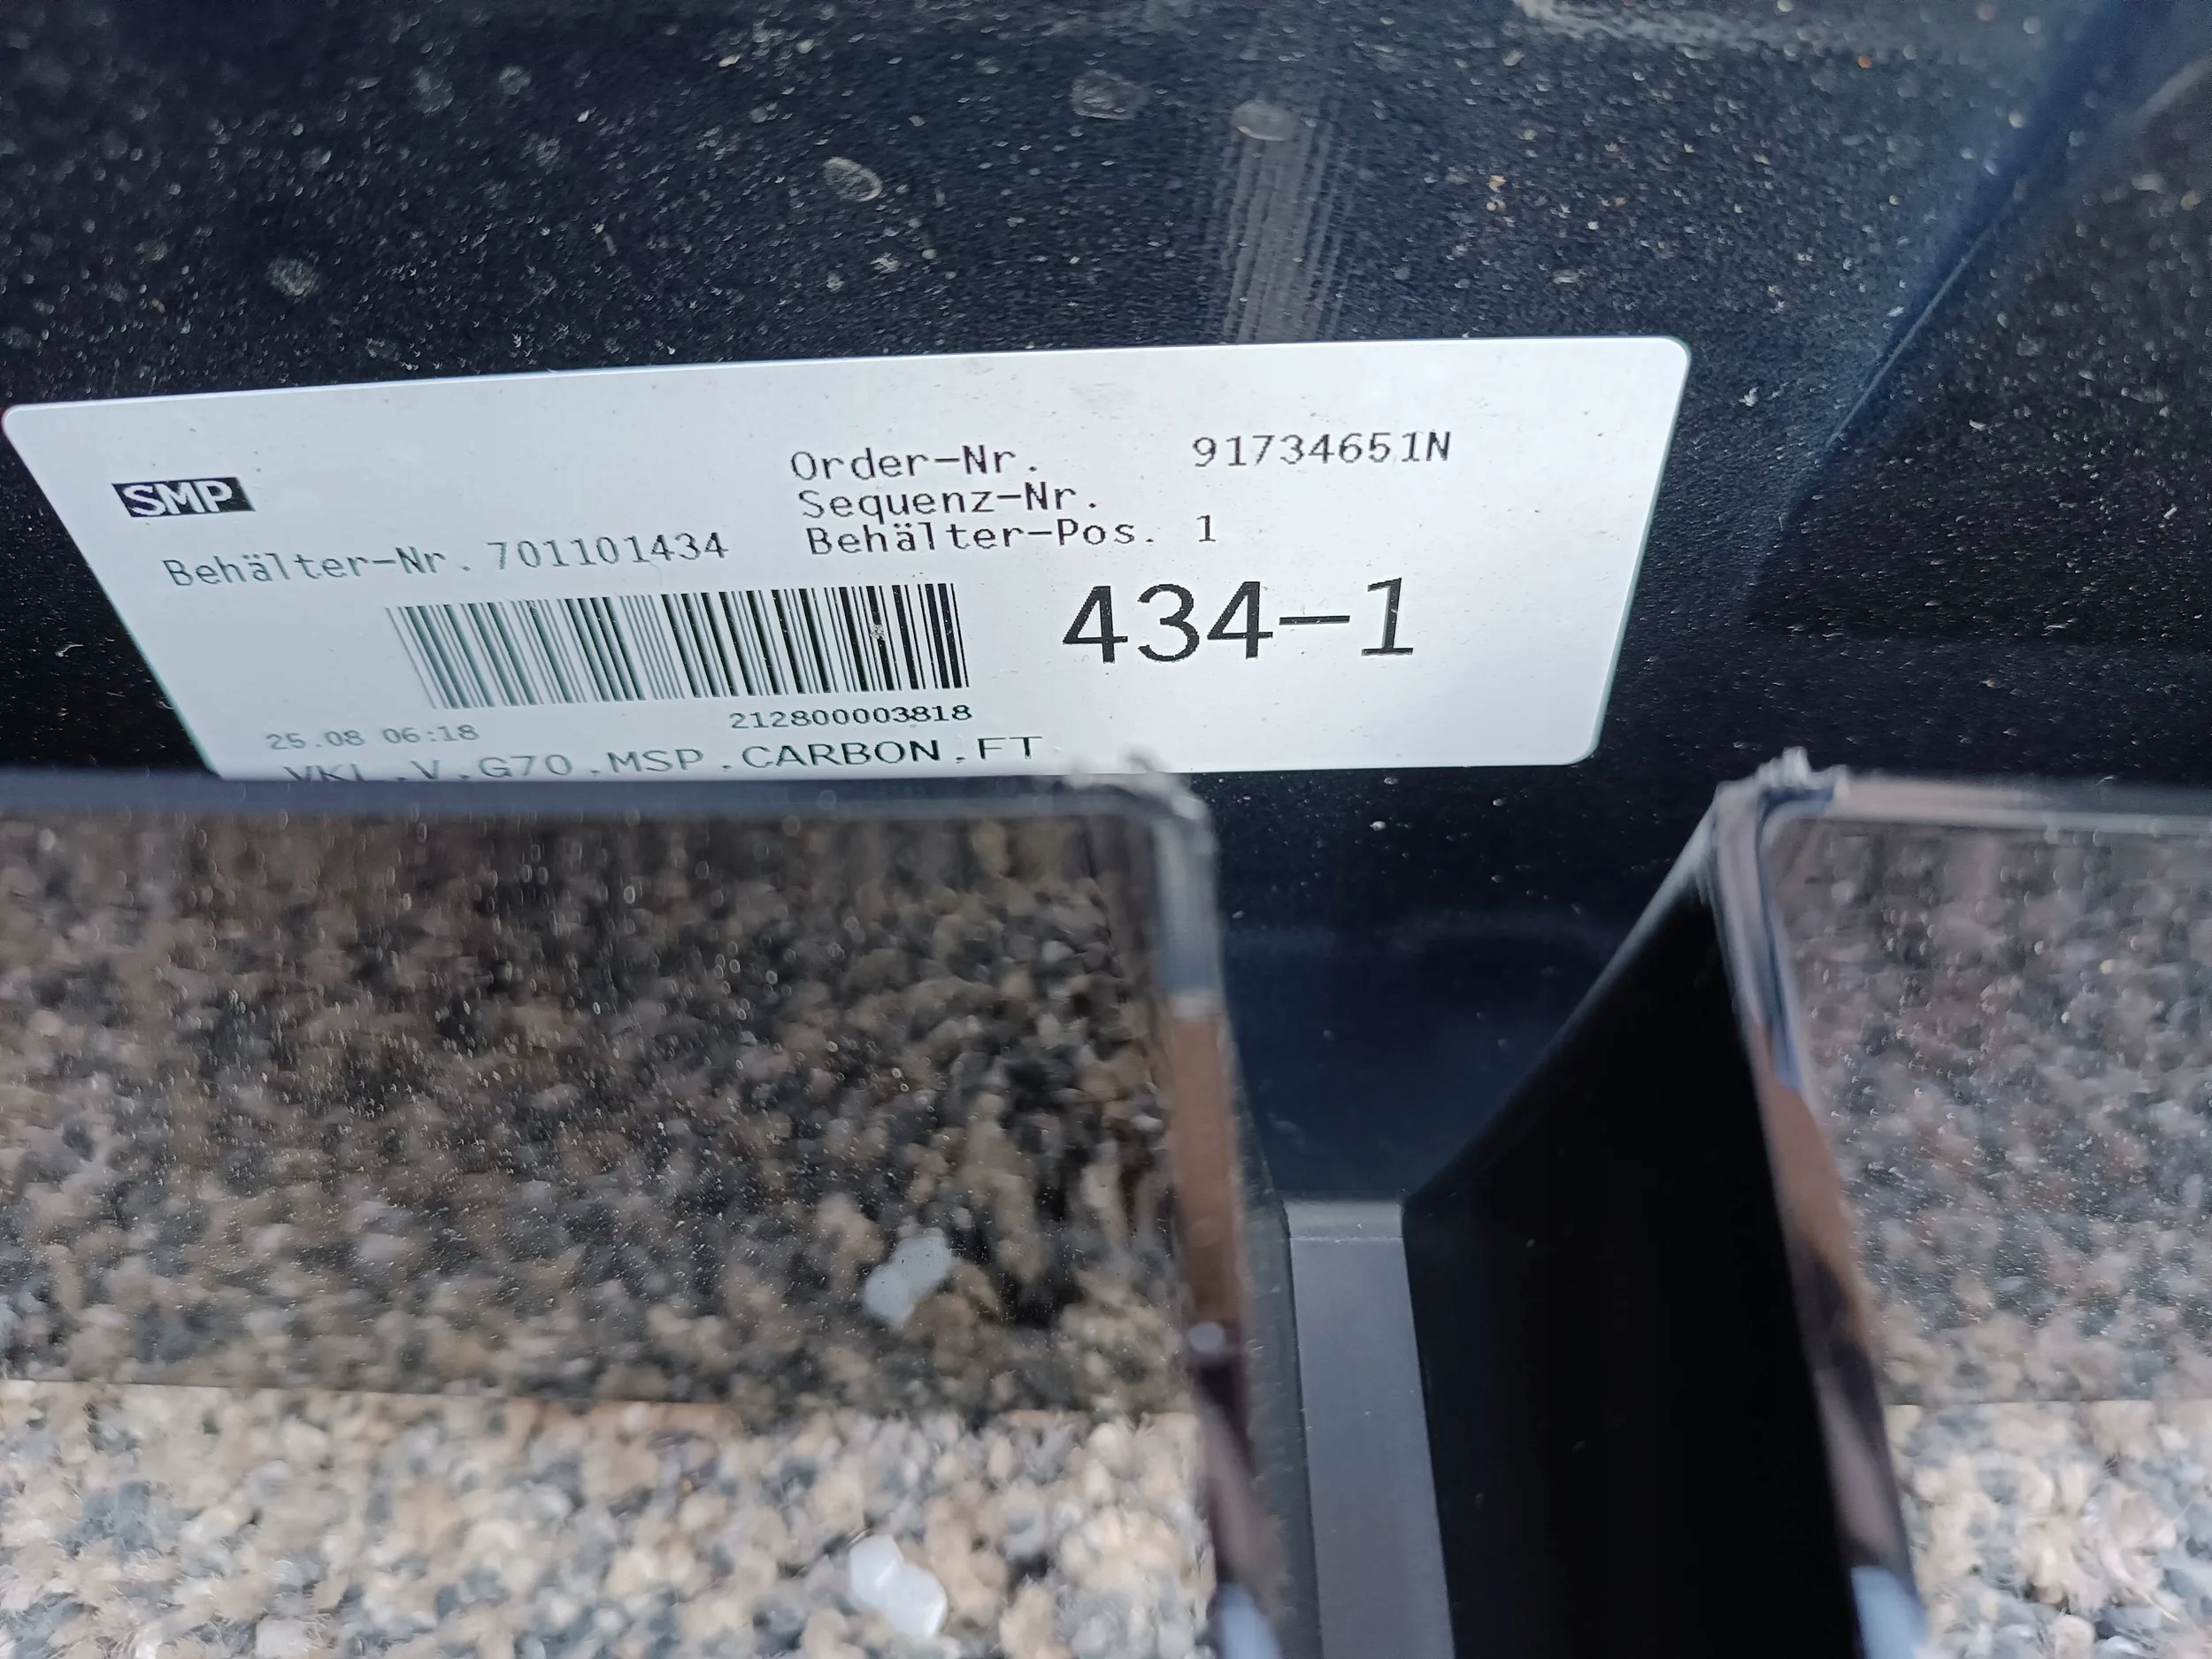 SMP
Order-Nr. 91734651N
Sequenz-Nr.
Behälter-Pos. 1
Behälter-Nr. 701101434
434-1
212800003818
25.08 06:18
VKL.V.G70.MSP.CARBON.FT